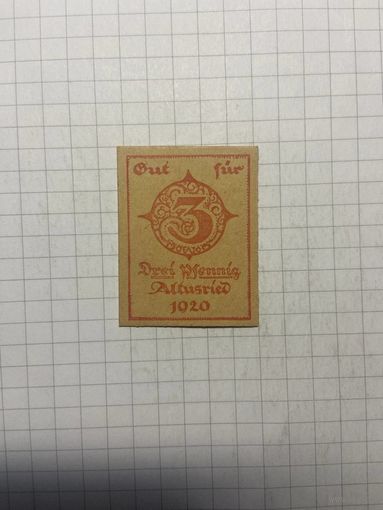 Gut für
3
Drei Pfennig
Altusried
1920